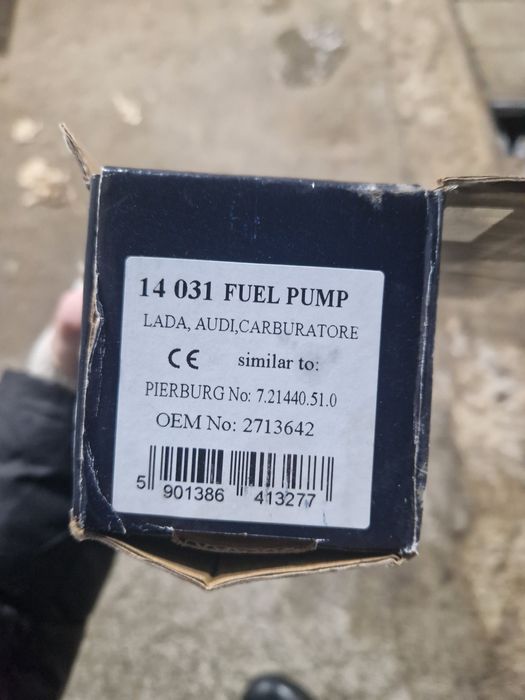 14 031 FUEL PUMP
LADA, AUDI,CARBURATORE
CE similar to:
PIERBURG No: 7.21440.51.0
OEM No: 2713642
5 901386 413277